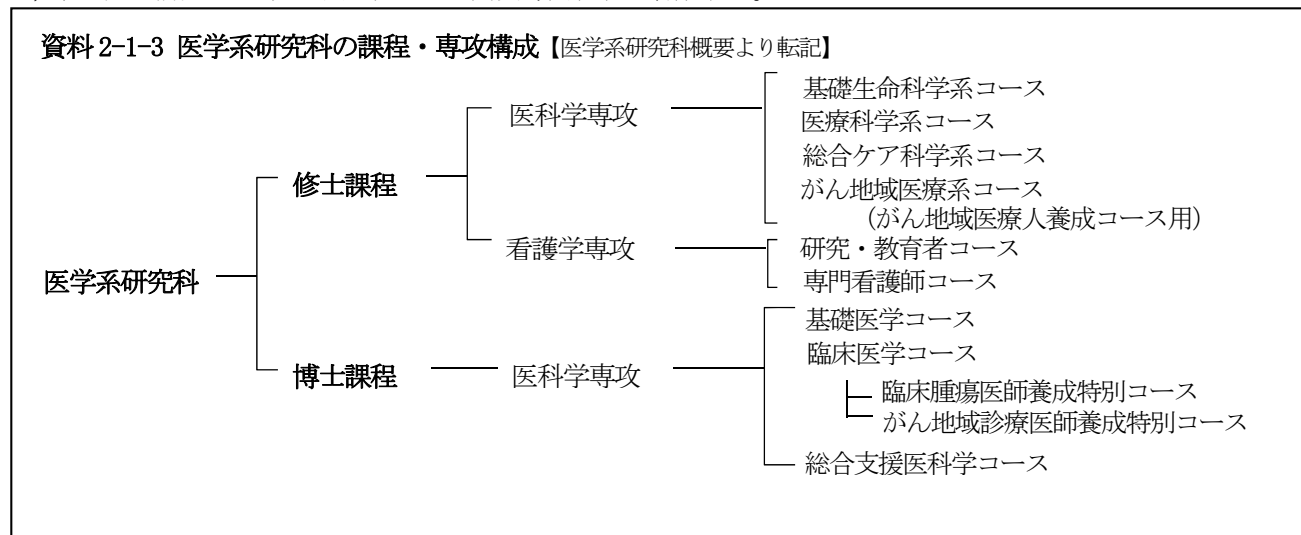 資料2-1-3 医学系研究科の課程・専攻構成【医学系研究科概要より転記】
医学系研究科
修士課程
医科学専攻
基礎生命科学系コース
医療科学系コース
総合ケア科学系コース
がん地域医療系コース
(がん地域医療人養成コース用)
看護学専攻
研究・教育者コース
専門看護師コース
博士課程
医科学専攻
基礎医学コース
臨床医学コース
臨床腫瘍医師養成特別コース
がん地域診療医師養成特別コース
総合支援医科学コース